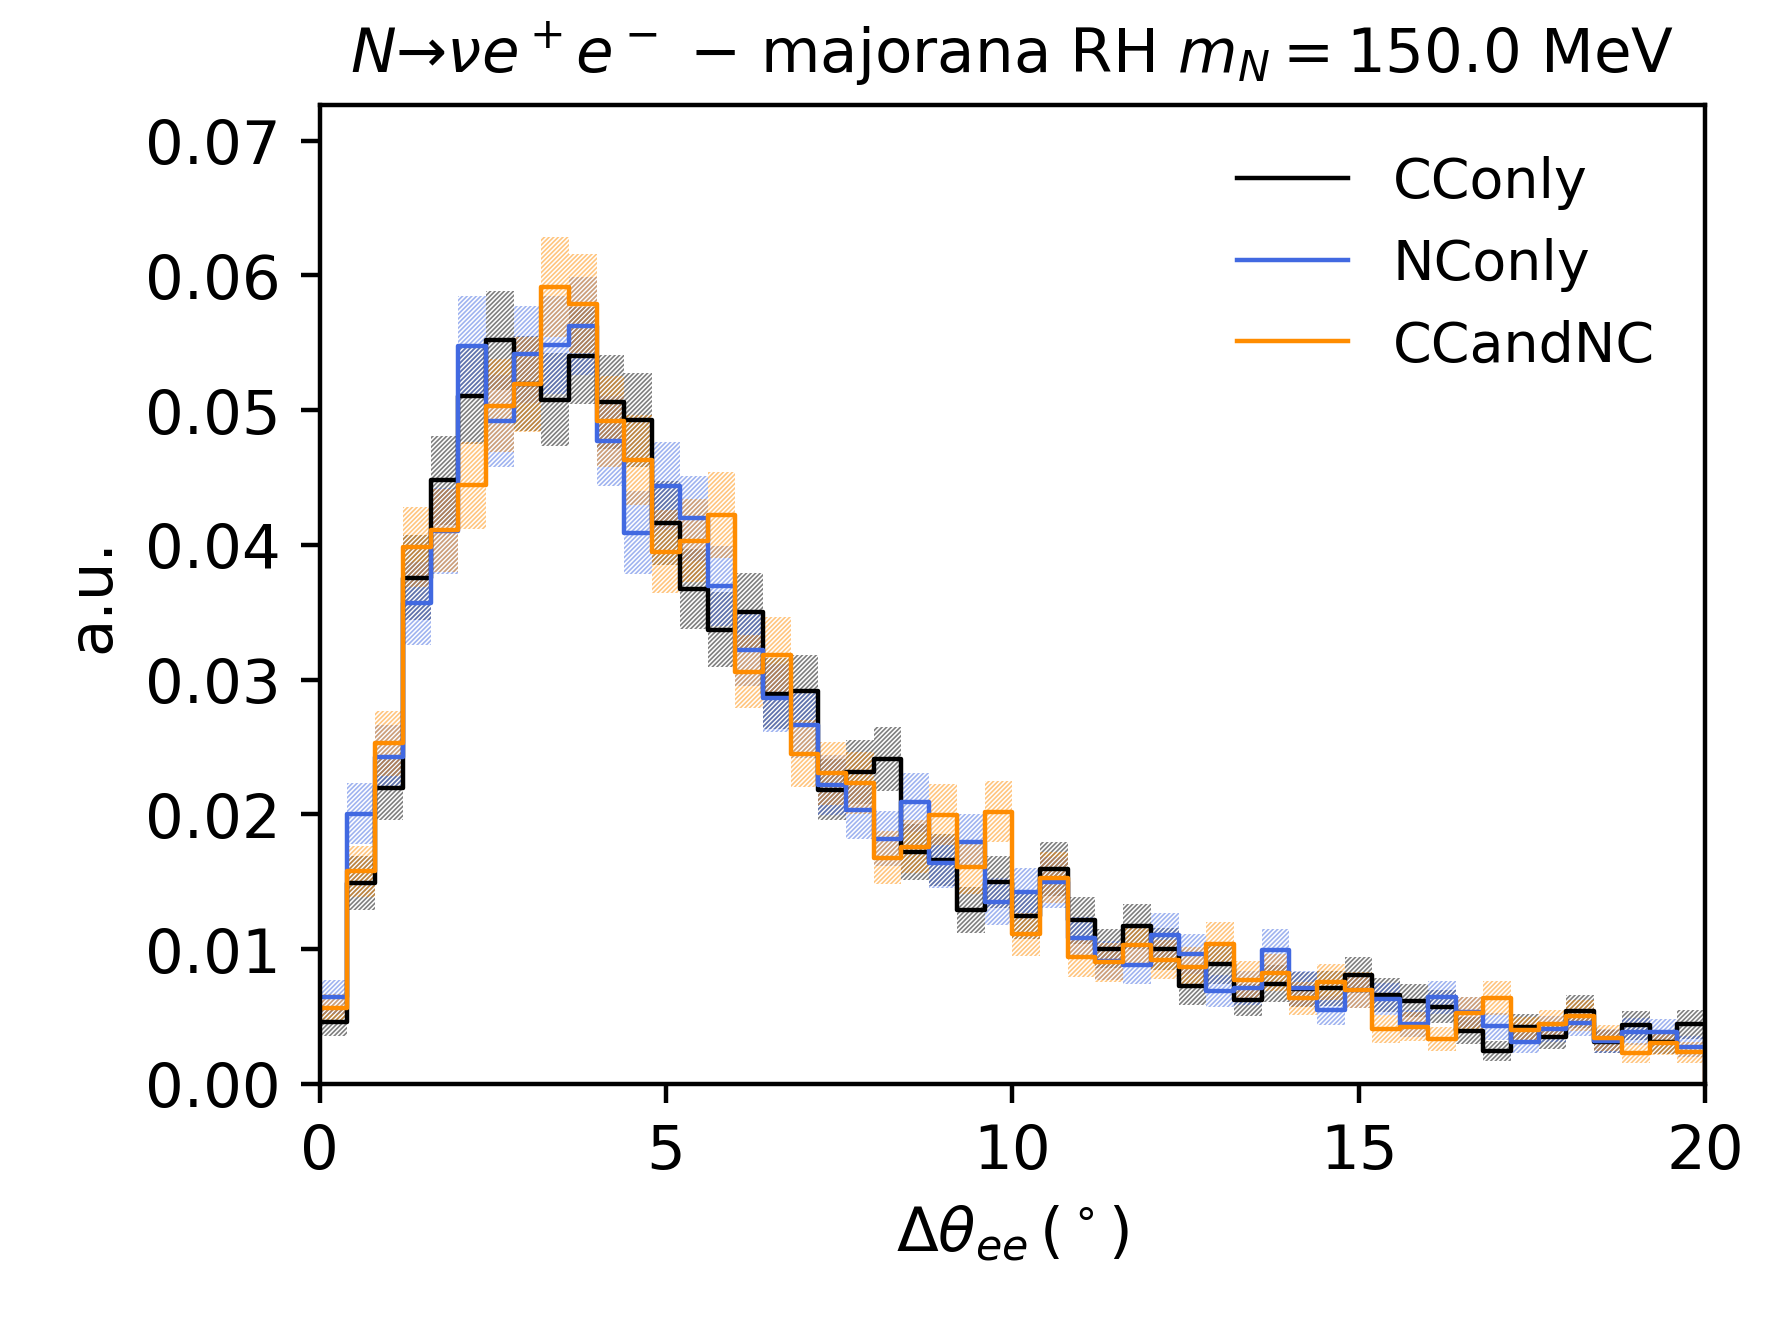 N→νe⁺e⁻ − majorana RH m_N = 150.0 MeV
CConly
NConly
CCandNC
0.07
0.06
0.05
0.04
0.03
0.02
0.01
0.00
a.u.
0 5 10 15 20
Δθ_ee (°)